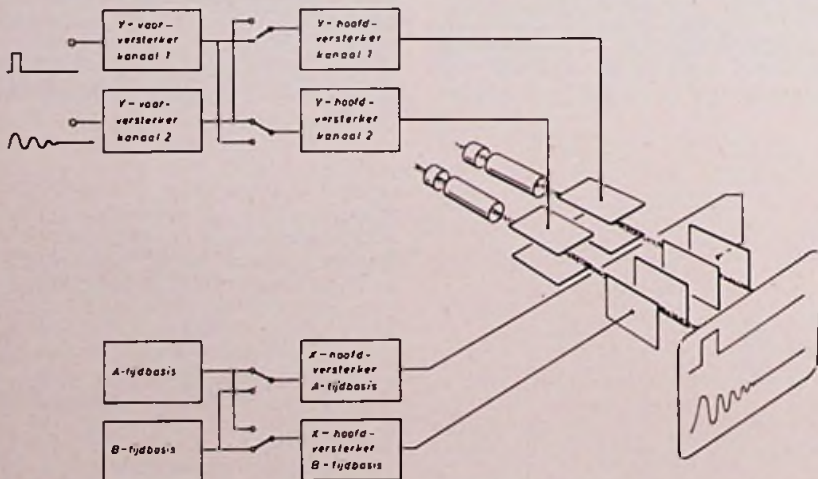 Y-voor-
versterker
kanaal 1
Y-hoofd-
versterker
kanaal 1
Y-voor-
versterker
kanaal 2
Y-hoofd-
versterker
kanaal 2
A-tijdbasis
X-hoofd-
versterker
A-tijdbasis
B-tijdbasis
X-hoofd-
versterker
B-tijdbasis